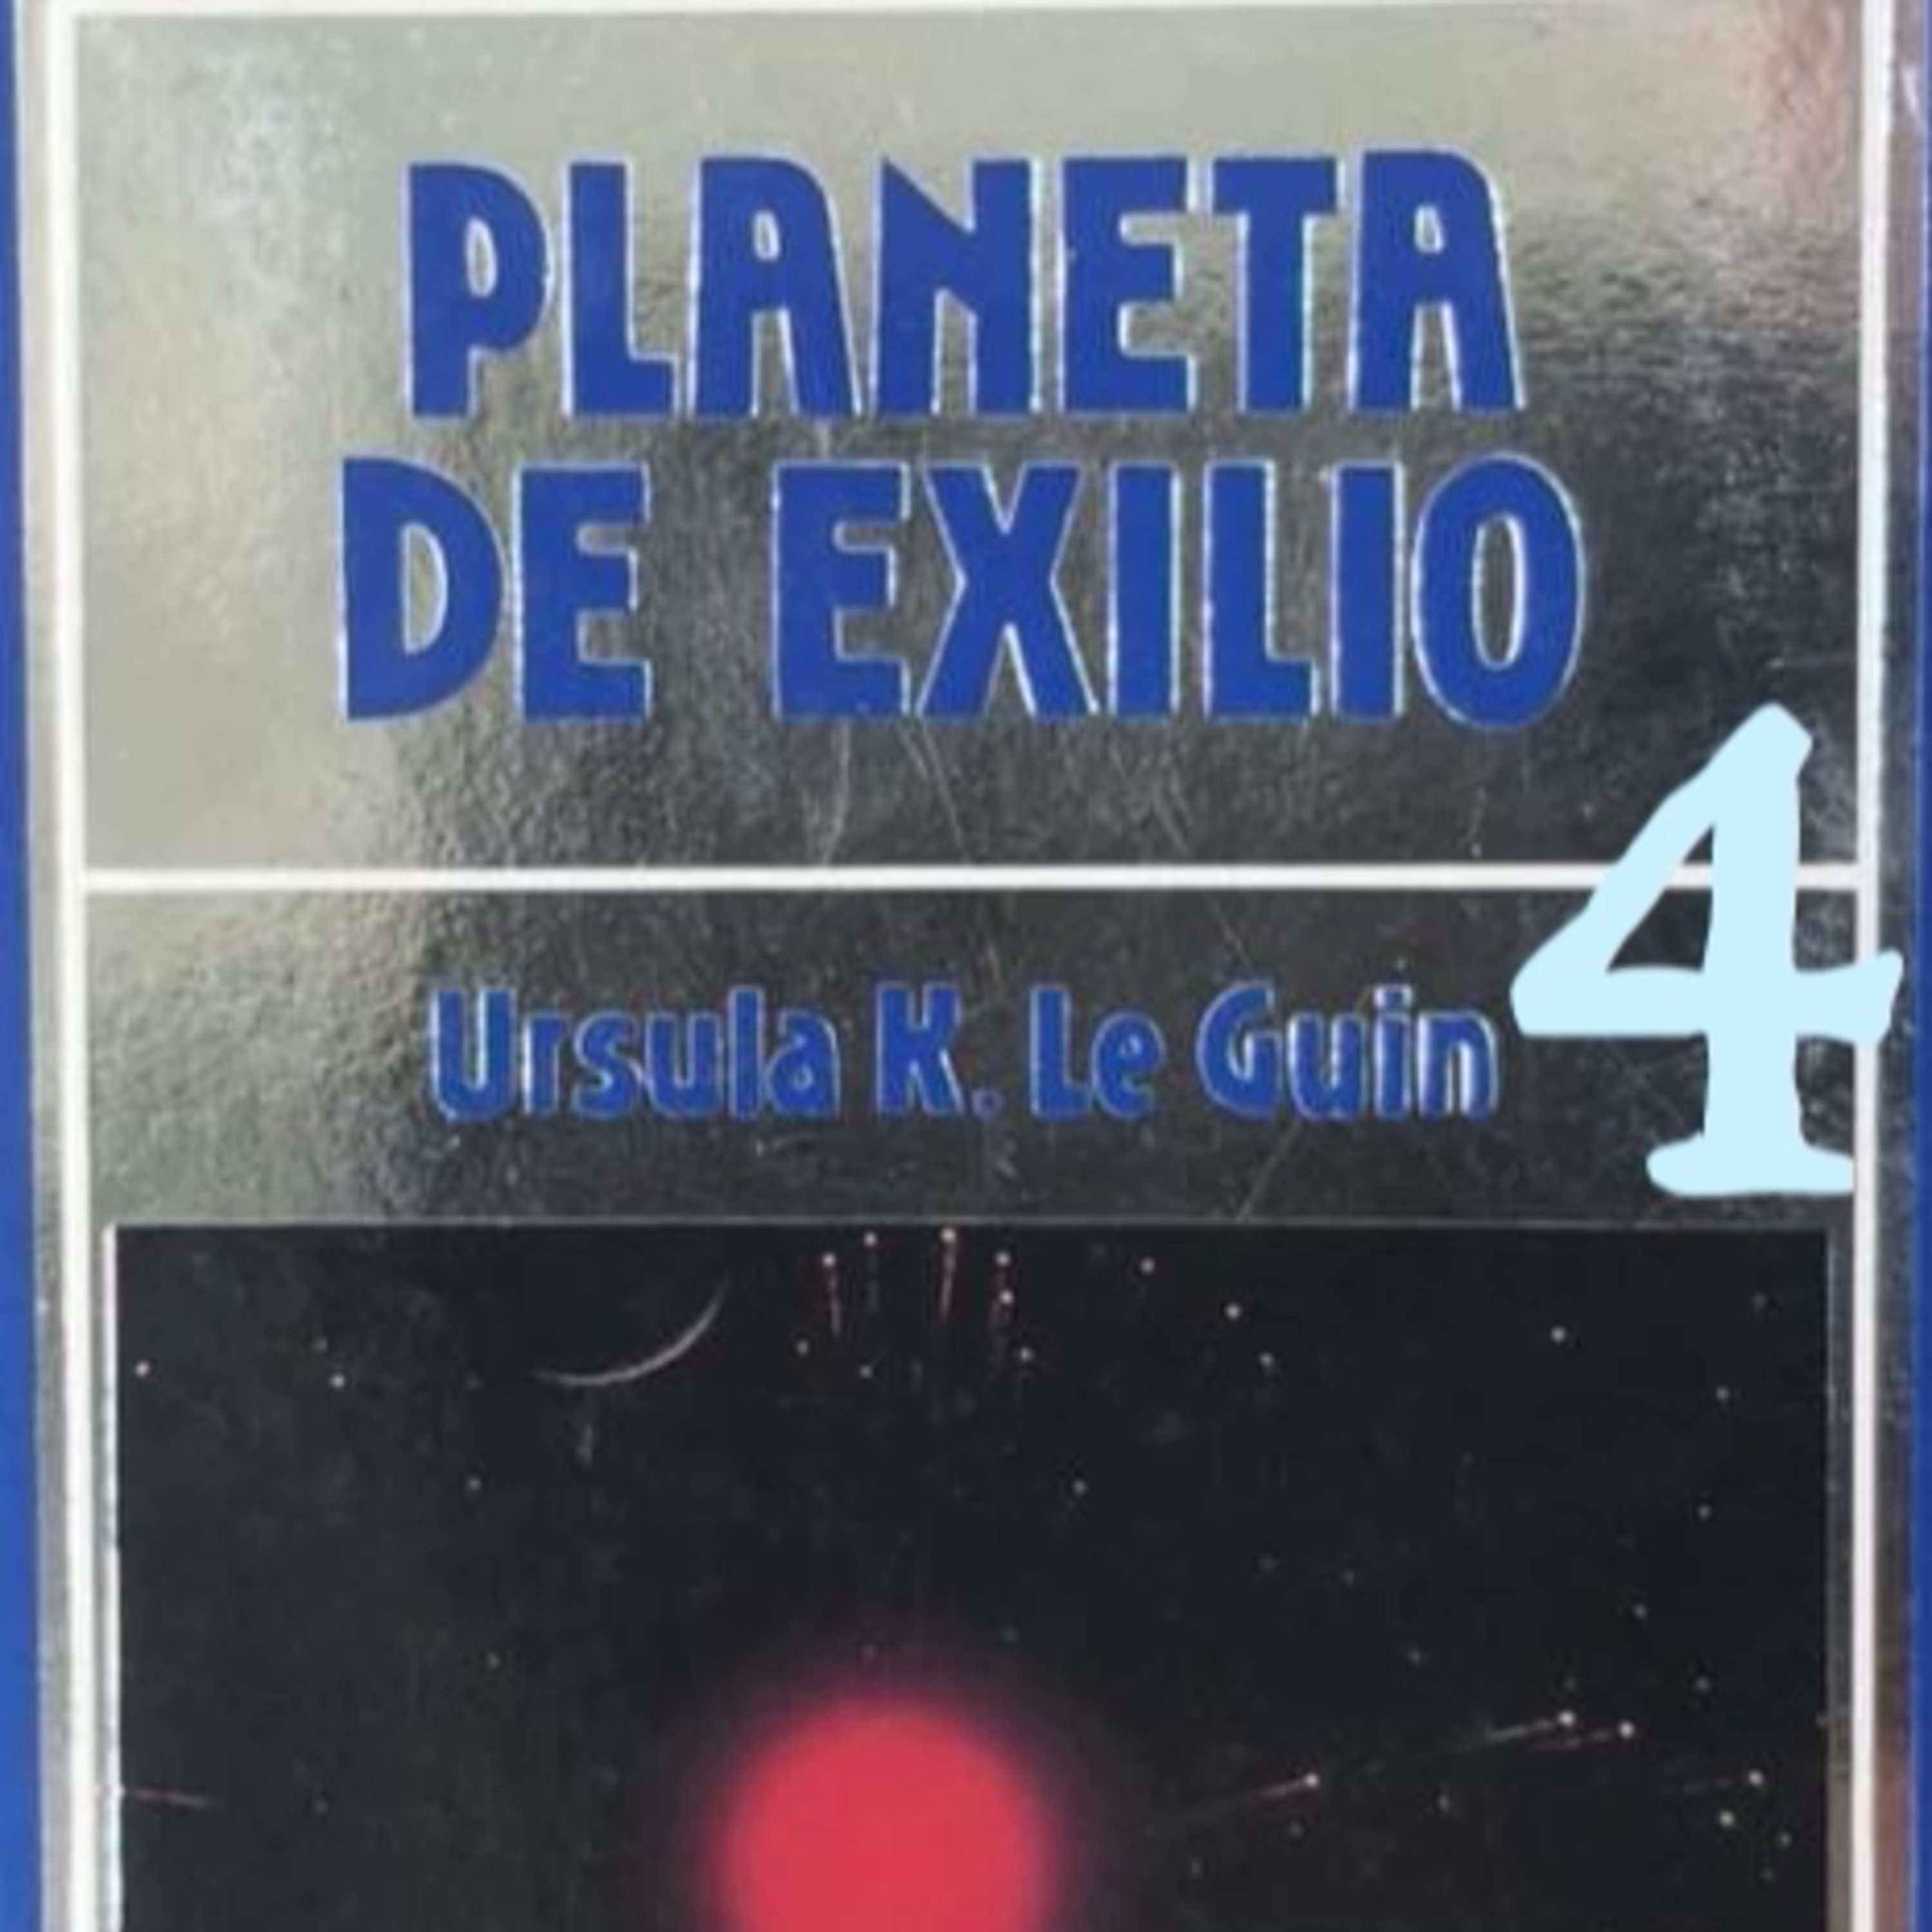 PLANETA
DE EXILIO
4
Ursula K. Le Guin